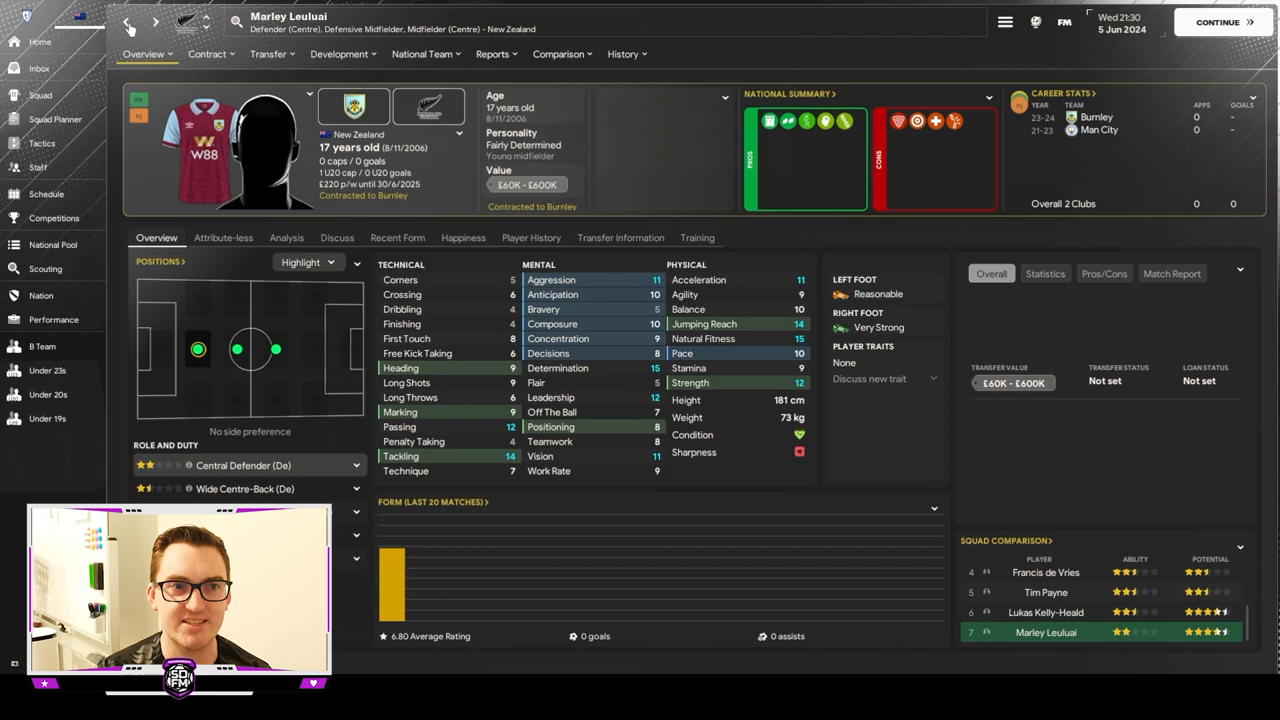 Marley Leuluai
Defender (Centre), Defensive Midfielder, Midfielder (Centre) - New Zealand
FM
Wed 21:30
5 Jun 2024
CONTINUE
Home
Inbox
Squad
Squad Planner
Tactics
Staff
Schedule
Competitions
National Pool
Scouting
Nation
Performance
B Team
Under 23s
Under 20s
Under 19s
Overview
Contract
Transfer
Development
National Team
Reports
Comparison
History
W88
New Zealand
17 years old (8/11/2006)
0 caps / 0 goals
1 U20 cap / 0 U20 goals
£220 p/w until 30/6/2025
Contracted to Burnley
Age
17 years old
8/11/2006
Personality
Fairly Determined
Young midfielder
Value
£60K - £600K
Contracted to Burnley
NATIONAL SUMMARY
PROS
CONS
CAREER STATS
YEAR TEAM APPS GOALS
23-24 Burnley 0 -
21-23 Man City 0 -
Overall 2 Clubs 0 0
Overview
Attribute-less
Analysis
Discuss
Recent Form
Happiness
Player History
Transfer Information
Training
POSITIONS
Highlight
No side preference
ROLE AND DUTY
Central Defender (De)
Wide Centre-Back (De)
TECHNICAL
Corners 5
Crossing 6
Dribbling 4
Finishing 4
First Touch 8
Free Kick Taking 6
Heading 9
Long Shots 9
Long Throws 6
Marking 9
Passing 12
Penalty Taking 4
Tackling 14
Technique 7
MENTAL
Aggression 11
Anticipation 10
Bravery 5
Composure 10
Concentration 9
Decisions 8
Determination 15
Flair 5
Leadership 12
Off The Ball 7
Positioning 8
Teamwork 8
Vision 11
Work Rate 9
PHYSICAL
Acceleration 11
Agility 9
Balance 10
Jumping Reach 14
Natural Fitness 15
Pace 10
Stamina 9
Strength 12
Height 181 cm
Weight 73 kg
Condition
Sharpness
LEFT FOOT
Reasonable
RIGHT FOOT
Very Strong
PLAYER TRAITS
None
Discuss new trait
Overall
Statistics
Pros/Cons
Match Report
TRANSFER VALUE
£60K - £600K
TRANSFER STATUS
Not set
LOAN STATUS
Not set
FORM (LAST 20 MATCHES)
6.80 Average Rating
0 goals
0 assists
SQUAD COMPARISON
PLAYER ABILITY POTENTIAL
4 Francis de Vries
5 Tim Payne
6 Lukas Kelly-Heald
7 Marley Leuluai
SD
FM